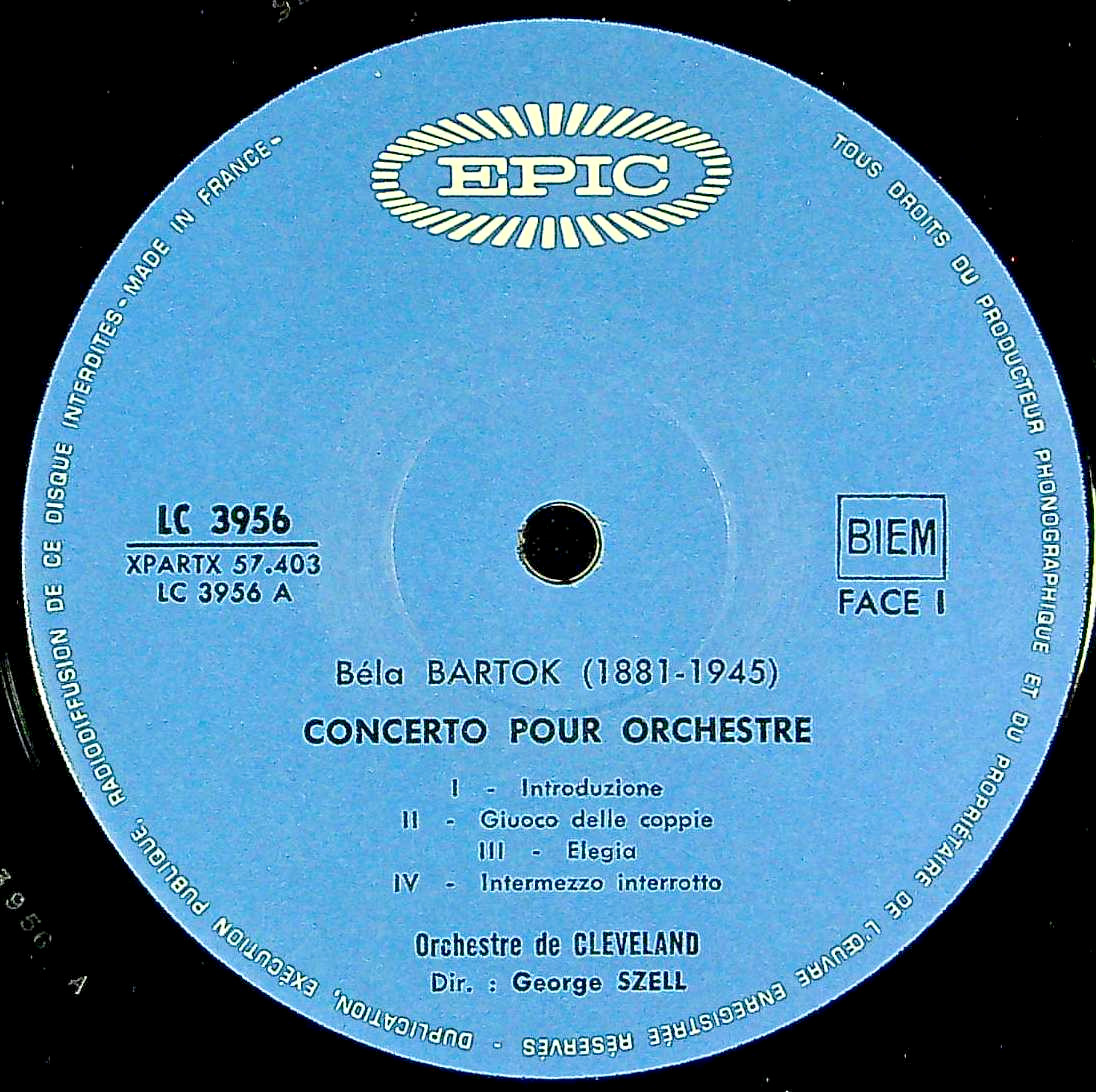 EPIC
TOUS DROITS DU PRODUCTEUR PHONOGRAPHIQUE ET DU PROPRIÉTAIRE DE L'ŒUVRE ENREGISTRÉE RÉSERVÉS - DUPLICATION, EXÉCUTION PUBLIQUE, RADIODIFFUSION DE CE DISQUE INTERDITES - MADE IN FRANCE -
LC 3956
XPARTX 57.403
LC 3956 A
BIEM
FACE I
Béla BARTOK (1881-1945)
CONCERTO POUR ORCHESTRE
I - Introduzione
II - Giuoco delle coppie
III - Elegia
IV - Intermezzo interrotto
Orchestre de CLEVELAND
Dir. : George SZELL
3956 A